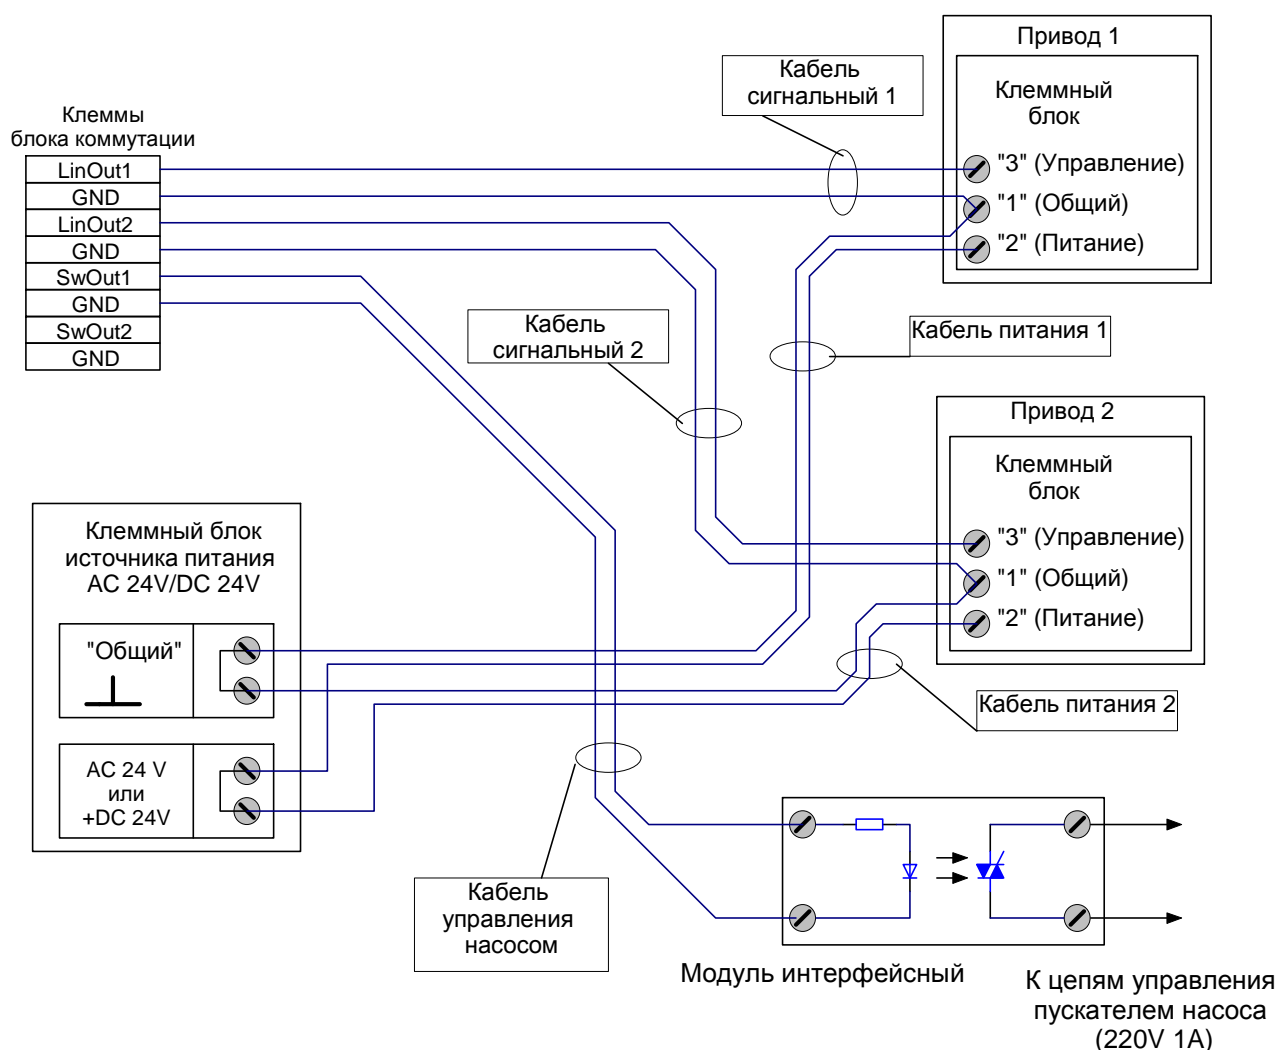 Привод 1
Клеммный
блок
"3" (Управление)
"1" (Общий)
"2" (Питание)
Кабель
сигнальный 1
Клеммы
блока коммутации
LinOut1
GND
LinOut2
GND
SwOut1
GND
SwOut2
GND
Кабель
сигнальный 2
Кабель питания 1
Привод 2
Клеммный
блок
"3" (Управление)
"1" (Общий)
"2" (Питание)
Кабель питания 2
Клеммный блок
источника питания
AC 24V/DC 24V
"Общий"
AC 24 V
или
+DC 24V
Кабель
управления
насосом
Модуль интерфейсный
К цепям управления
пускателем насоса
(220V 1A)